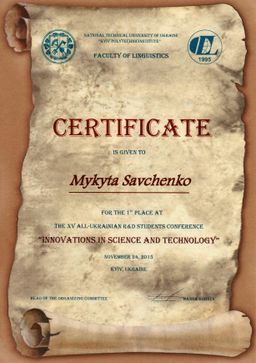 NATIONAL TECHNICAL UNIVERSITY OF UKRAINE
"KYIV POLYTECHNIC INSTITUTE"
FACULTY OF LINGUISTICS
1995
CERTIFICATE
IS GIVEN TO
Mykyta Savchenko
FOR THE 1ST PLACE AT
THE XV ALL-UKRAINIAN R&D STUDENTS CONFERENCE
"INNOVATIONS IN SCIENCE AND TECHNOLOGY"
NOVEMBER 24, 2015
KYIV, UKRAINE
HEAD OF THE ORGANIZING COMMITTEE